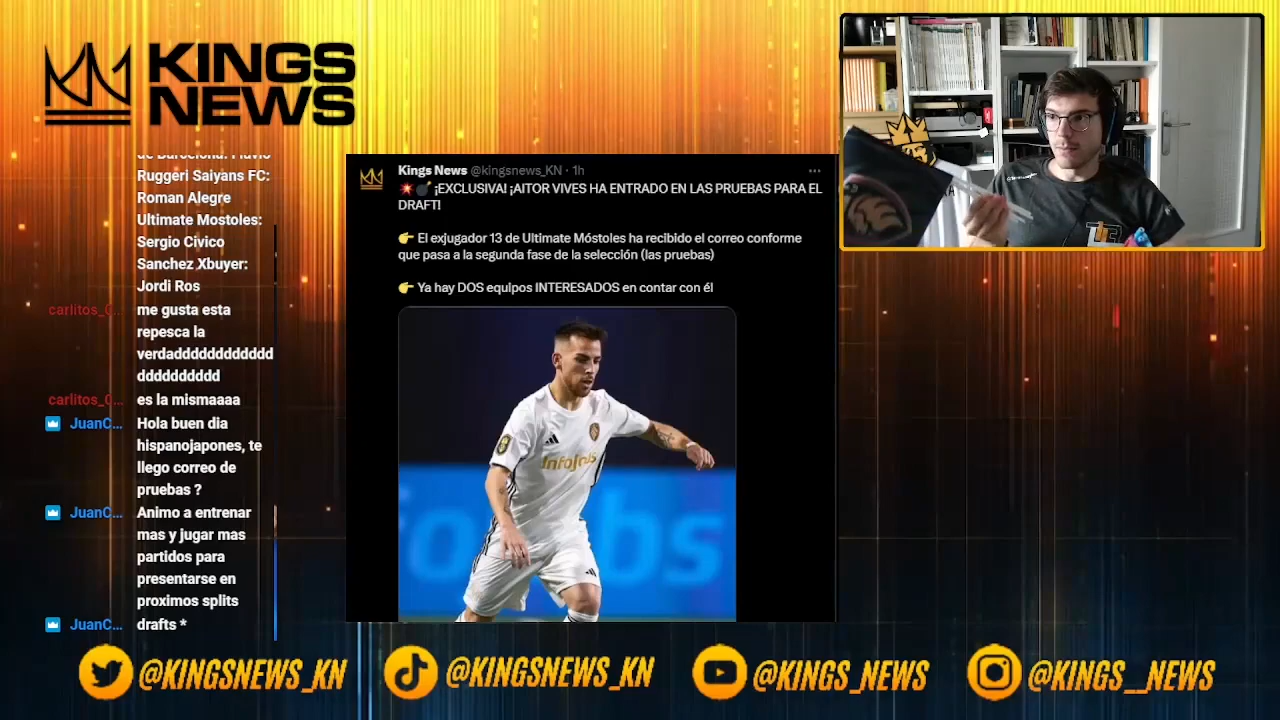 KINGS
NEWS
de Barcelona: Flavio
Ruggeri Saiyans FC:
Roman Alegre
Ultimate Mostoles:
Sergio Civico
Sanchez Xbuyer:
Jordi Ros
carlitos_0... me gusta esta
repesca la
verdadddddddddddd
dddddddddd
carlitos_0... es la mismaaaa
JuanC... Hola buen dia
hispanojapones, te
llego correo de
pruebas ?
JuanC... Animo a entrenar
mas y jugar mas
partidos para
presentarse en
proximos splits
JuanC... drafts *
Kings News @kingsnews_KN · 1h
💥💣 ¡EXCLUSIVA! ¡AITOR VIVES HA ENTRADO EN LAS PRUEBAS PARA EL
DRAFT!
👉 El exjugador 13 de Ultimate Móstoles ha recibido el correo conforme
que pasa a la segunda fase de la selección (las pruebas)
👉 Ya hay DOS equipos INTERESADOS en contar con él
InfoJobs
@KINGSNEWS_KN
@KINGSNEWS_KN
@KINGS_NEWS
@KINGS__NEWS